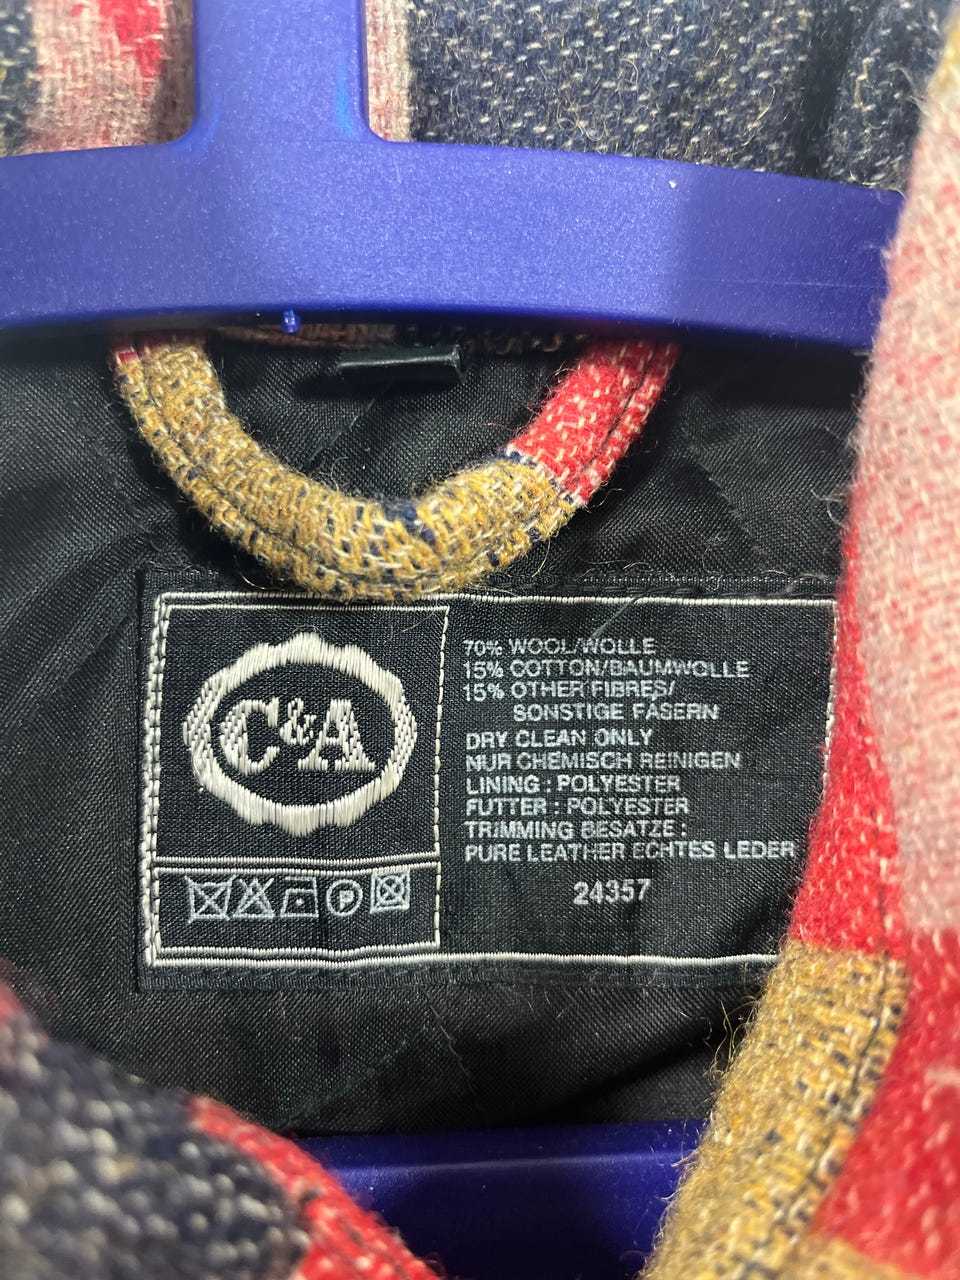 C&A
70% WOOL/WOLLE
15% COTTON/BAUMWOLLE
15% OTHER FIBRES/
SONSTIGE FASERN
DRY CLEAN ONLY
NUR CHEMISCH REINIGEN
LINING : POLYESTER
FUTTER : POLYESTER
TRIMMING BESATZE :
PURE LEATHER ECHTES LEDER
24357
P